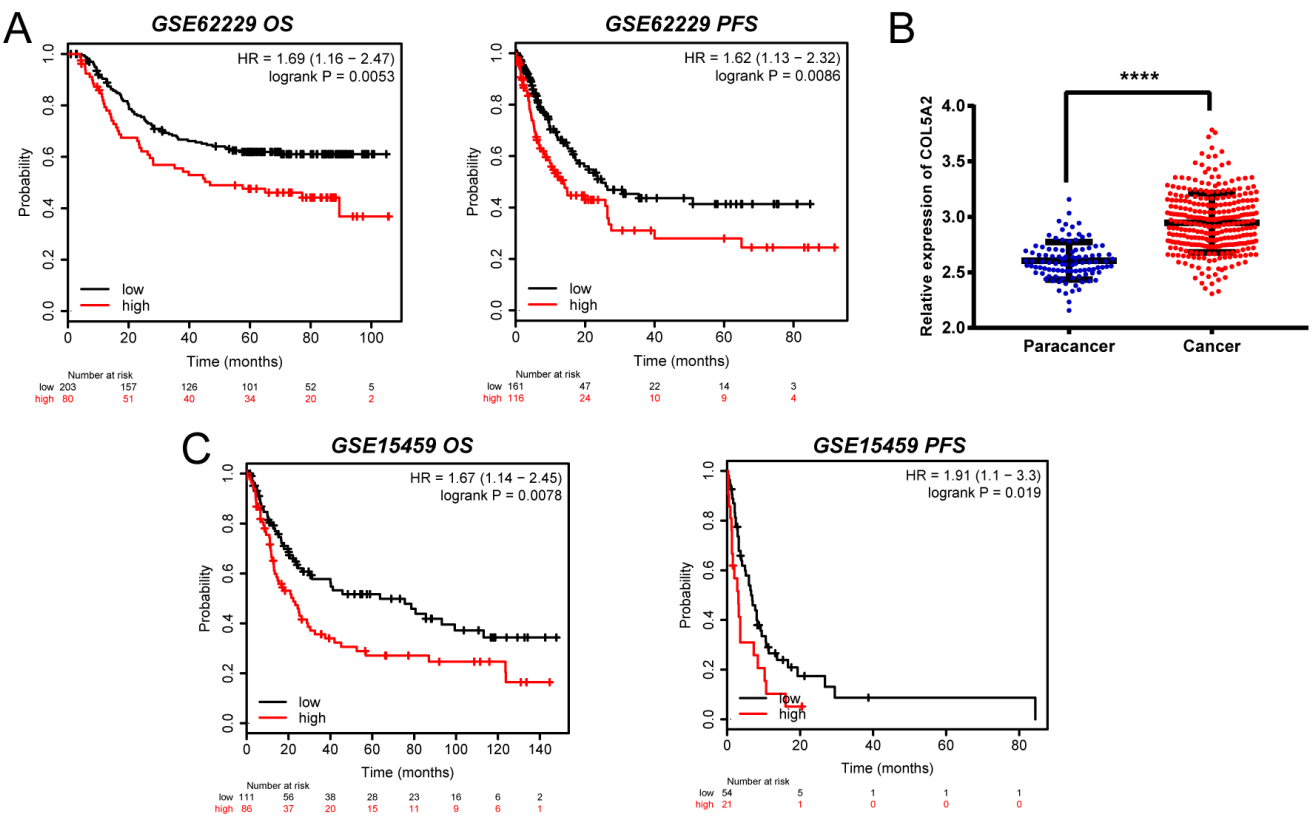 A
GSE62229 OS
HR = 1.69 (1.16 − 2.47)
logrank P = 0.0053
Probability
1.0
0.8
0.6
0.4
0.2
0.0
low
high
0 20 40 60 80 100
Time (months)
Number at risk
low 203 157 126 101 52 5
high 80 51 40 34 20 2
GSE62229 PFS
HR = 1.62 (1.13 − 2.32)
logrank P = 0.0086
Probability
1.0
0.8
0.6
0.4
0.2
0.0
low
high
0 20 40 60 80
Time (months)
Number at risk
low 161 47 22 14 3
high 116 24 10 9 4
B
****
Relative expression of COL5A2
4.0
3.5
3.0
2.5
2.0
Paracancer Cancer
C
GSE15459 OS
HR = 1.67 (1.14 − 2.45)
logrank P = 0.0078
Probability
1.0
0.8
0.6
0.4
0.2
0.0
low
high
0 20 40 60 80 100 120 140
Time (months)
Number at risk
low 111 56 38 28 23 16 6 2
high 86 37 20 15 11 9 6 1
GSE15459 PFS
HR = 1.91 (1.1 − 3.3)
logrank P = 0.019
Probability
1.0
0.8
0.6
0.4
0.2
0.0
low
high
0 20 40 60 80
Time (months)
Number at risk
low 54 5 1 1 1
high 21 1 0 0 0